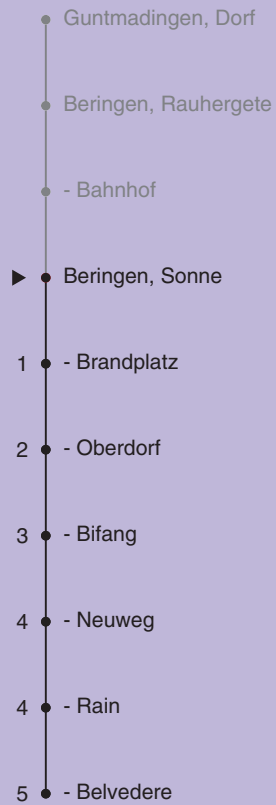 Guntmadingen, Dorf
Beringen, Rauhergete
- Bahnhof
Beringen, Sonne
1 - Brandplatz
2 - Oberdorf
3 - Bifang
4 - Neuweg
4 - Rain
5 - Belvedere